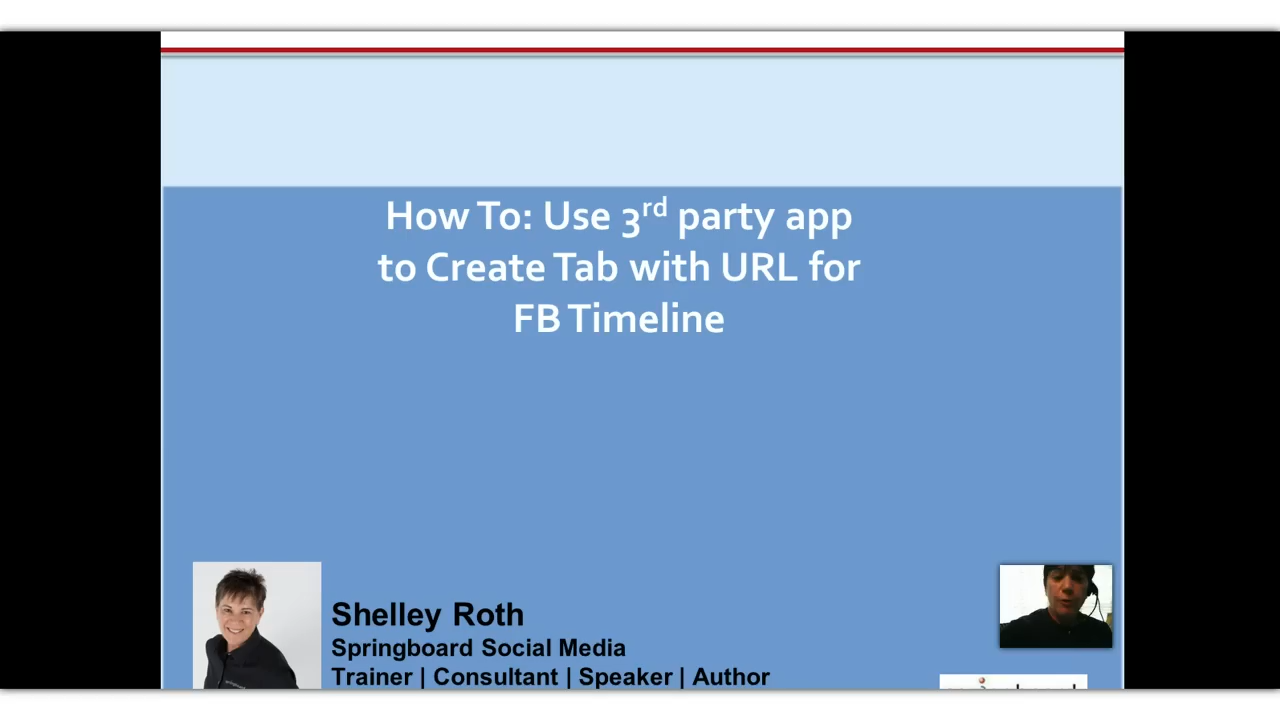 How To: Use 3rd party app
to Create Tab with URL for
FB Timeline
Shelley Roth
Springboard Social Media
Trainer | Consultant | Speaker | Author